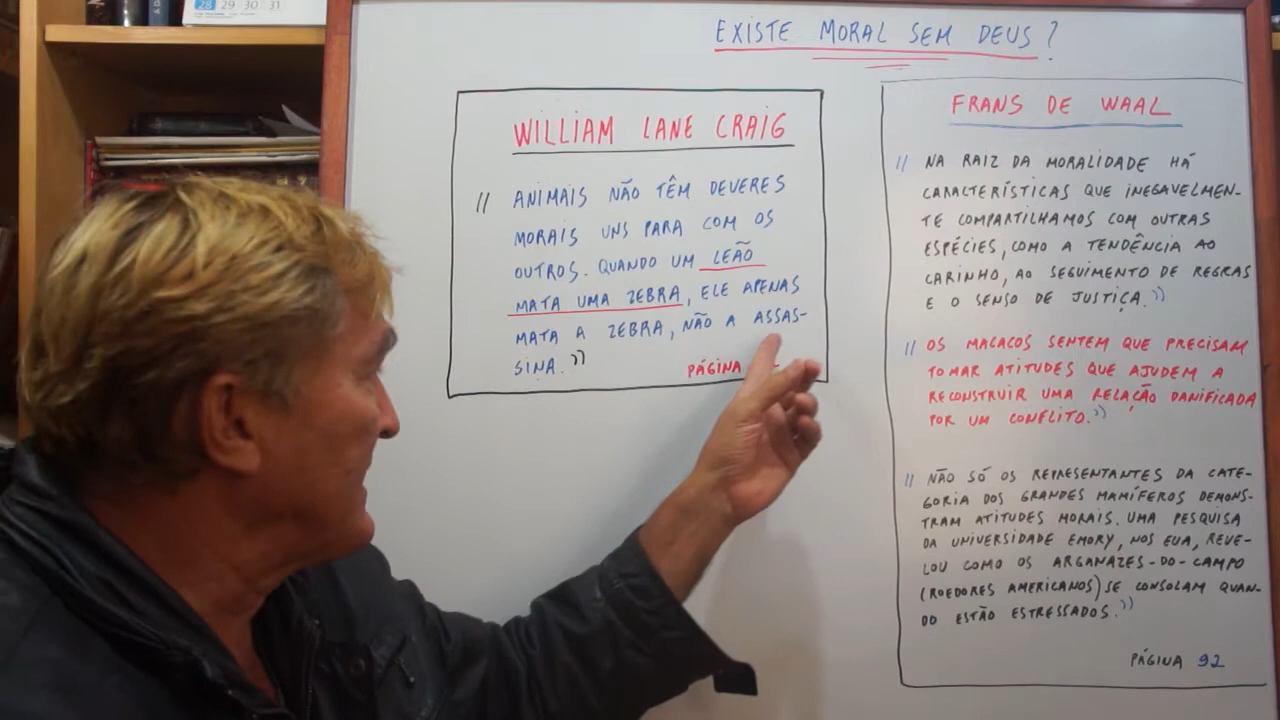 28 29 30 31
EXISTE MORAL SEM DEUS?
WILLIAM LANE CRAIG
" ANIMAIS NÃO TÊM DEVERES
MORAIS UNS PARA COM OS
OUTROS. QUANDO UM LEÃO
MATA UMA ZEBRA, ELE APENAS
MATA A ZEBRA, NÃO A ASSAS-
SINA."
PÁGINA
FRANS DE WAAL
" NA RAIZ DA MORALIDADE HÁ
CARACTERÍSTICAS QUE INEGAVELMEN-
TE COMPARTILHAMOS COM OUTRAS
ESPÉCIES, COMO A TENDÊNCIA AO
CARINHO, AO SEGUIMENTO DE REGRAS
E O SENSO DE JUSTIÇA."
" OS MACACOS SENTEM QUE PRECISAM
TOMAR ATITUDES QUE AJUDEM A
RECONSTRUIR UMA RELAÇÃO DANIFICADA
POR UM CONFLITO."
" NÃO SÓ OS REPRESENTANTES DA CATE-
GORIA DOS GRANDES MAMÍFEROS DEMONS-
TRAM ATITUDES MORAIS. UMA PESQUISA
DA UNIVERSIDADE EMORY, NOS EUA, REVE-
LOU COMO OS ARGANAZES-DO-CAMPO
(ROEDORES AMERICANOS) SE CONSOLAM QUAN-
DO ESTÃO ESTRESSADOS."
PÁGINA 92